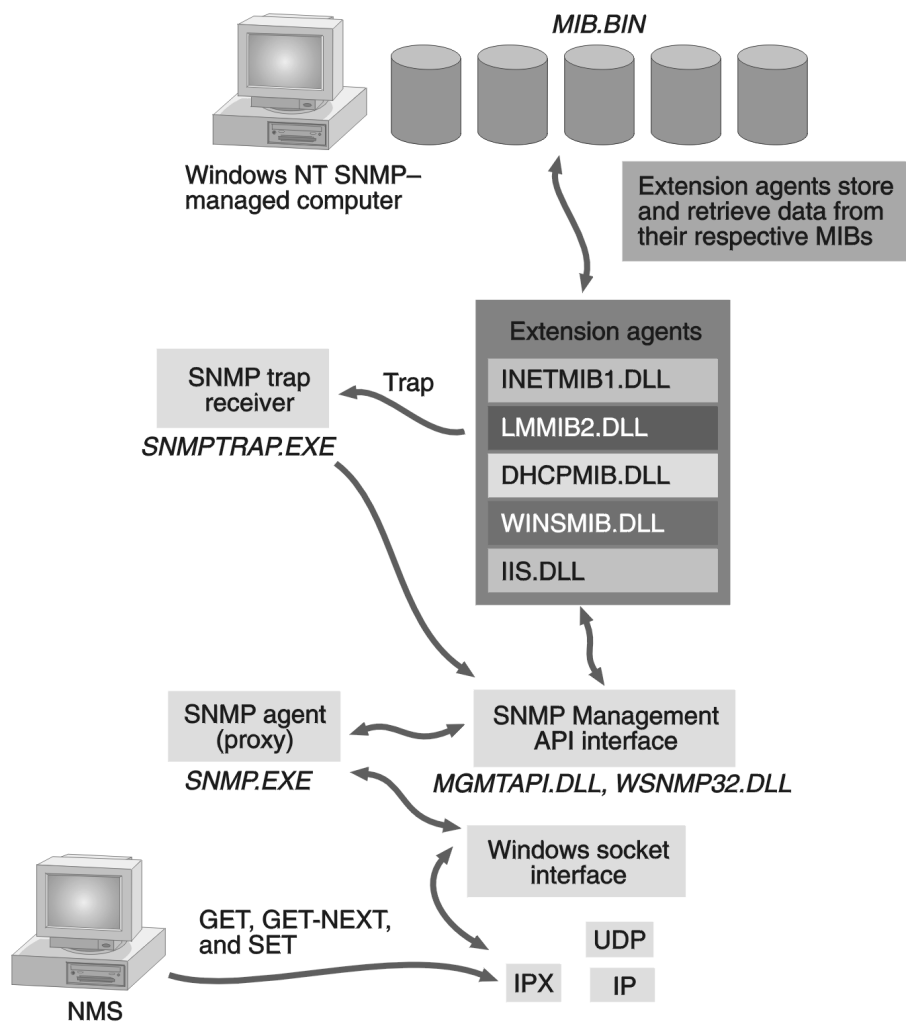 MIB.BIN
Windows NT SNMP–
managed computer
Extension agents store
and retrieve data from
their respective MIBs
Extension agents
INETMIB1.DLL
LMMIB2.DLL
DHCPMIB.DLL
WINSMIB.DLL
IIS.DLL
SNMP trap
receiver
Trap
SNMPTRAP.EXE
SNMP agent
(proxy)
SNMP.EXE
SNMP Management
API interface
MGMTAPI.DLL, WSNMP32.DLL
Windows socket
interface
GET, GET-NEXT,
and SET
UDP
IPX
IP
NMS